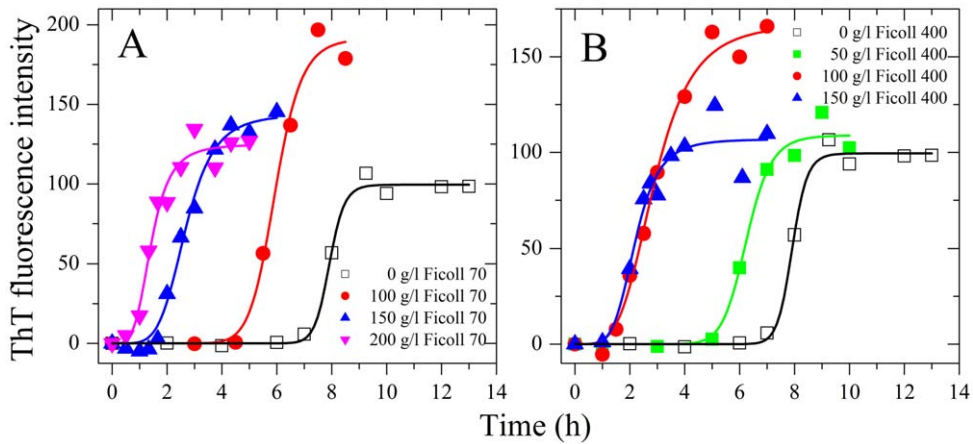 A
B
ThT fluorescence intensity
200
150
100
50
0
0 2 4 6 8 10 12 14
0 g/l Ficoll 70
100 g/l Ficoll 70
150 g/l Ficoll 70
200 g/l Ficoll 70
150
100
50
0
0 2 4 6 8 10 12 14
0 g/l Ficoll 400
50 g/l Ficoll 400
100 g/l Ficoll 400
150 g/l Ficoll 400
Time (h)